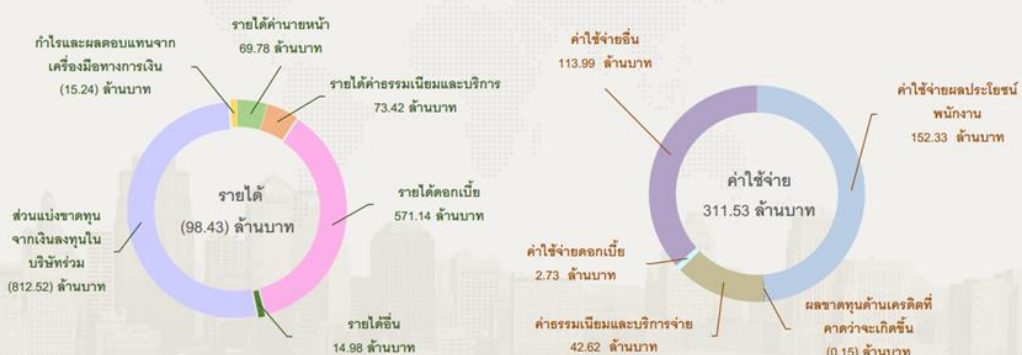 รายได้ค่านายหน้า
69.78 ล้านบาท
กำไรและผลตอบแทนจาก
เครื่องมือทางการเงิน
(15.24) ล้านบาท
รายได้ค่าธรรมเนียมและบริการ
73.42 ล้านบาท
รายได้
(98.43) ล้านบาท
รายได้ดอกเบี้ย
571.14 ล้านบาท
ส่วนแบ่งขาดทุน
จากเงินลงทุนใน
บริษัทร่วม
(812.52) ล้านบาท
รายได้อื่น
14.98 ล้านบาท
ค่าใช้จ่ายอื่น
113.99 ล้านบาท
ค่าใช้จ่ายผลประโยชน์
พนักงาน
152.33 ล้านบาท
ค่าใช้จ่าย
311.53 ล้านบาท
ค่าใช้จ่ายดอกเบี้ย
2.73 ล้านบาท
ค่าธรรมเนียมและบริการจ่าย
42.62 ล้านบาท
ผลขาดทุนด้านเครดิตที่
คาดว่าจะเกิดขึ้น
(0.15) ล้านบาท